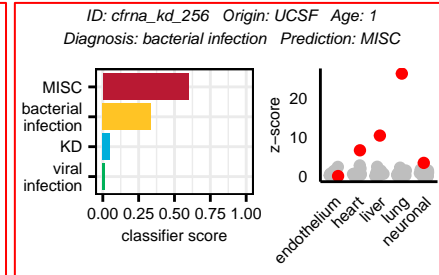 ID: cfrna_kd_256 Origin: UCSF Age: 1
Diagnosis: bacterial infection Prediction: MISC
MISC
bacterial
infection
KD
viral
infection
0.00 0.25 0.50 0.75 1.00
classifier score
z-score
20
10
0
endothelium
heart
liver
lung
neuronal